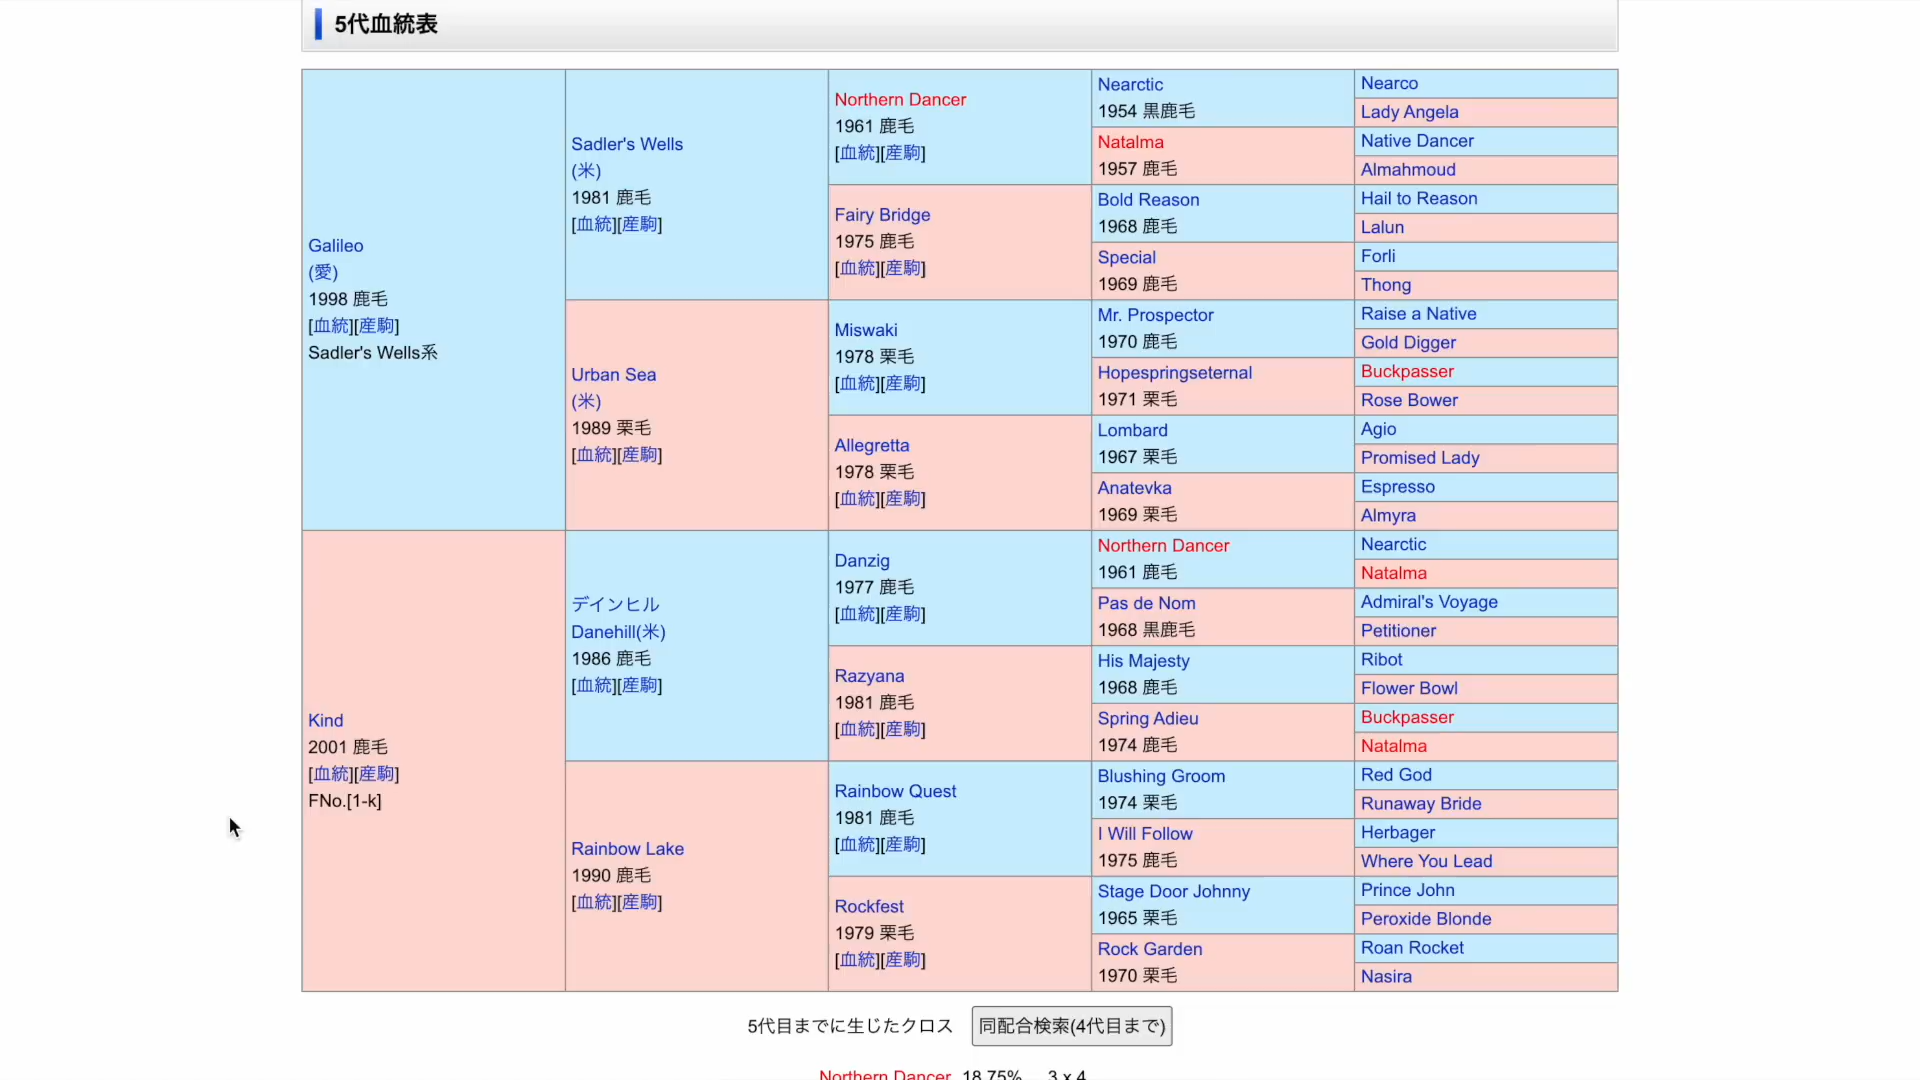 5代血統表
Galileo
(愛)
1998 鹿毛
[血統][産駒]
Sadler's Wells系
Sadler's Wells
(米)
1981 鹿毛
[血統][産駒]
Northern Dancer
1961 鹿毛
[血統][産駒]
Nearctic
1954 黒鹿毛
Nearco
Lady Angela
Natalma
1957 鹿毛
Native Dancer
Almahmoud
Fairy Bridge
1975 鹿毛
[血統][産駒]
Bold Reason
1968 鹿毛
Hail to Reason
Lalun
Special
1969 鹿毛
Forli
Thong
Urban Sea
(米)
1989 栗毛
[血統][産駒]
Miswaki
1978 栗毛
[血統][産駒]
Mr. Prospector
1970 鹿毛
Raise a Native
Gold Digger
Hopespringseternal
1971 栗毛
Buckpasser
Rose Bower
Allegretta
1978 栗毛
[血統][産駒]
Lombard
1967 栗毛
Agio
Promised Lady
Anatevka
1969 栗毛
Espresso
Almyra
Kind
2001 鹿毛
[血統][産駒]
FNo.[1-k]
デインヒル
Danehill(米)
1986 鹿毛
[血統][産駒]
Danzig
1977 鹿毛
[血統][産駒]
Northern Dancer
1961 鹿毛
Nearctic
Natalma
Pas de Nom
1968 黒鹿毛
Admiral's Voyage
Petitioner
Razyana
1981 鹿毛
[血統][産駒]
His Majesty
1968 鹿毛
Ribot
Flower Bowl
Spring Adieu
1974 鹿毛
Buckpasser
Natalma
Rainbow Lake
1990 鹿毛
[血統][産駒]
Rainbow Quest
1981 鹿毛
[血統][産駒]
Blushing Groom
1974 栗毛
Red God
Runaway Bride
I Will Follow
1975 鹿毛
Herbager
Where You Lead
Rockfest
1979 栗毛
[血統][産駒]
Stage Door Johnny
1965 栗毛
Prince John
Peroxide Blonde
Rock Garden
1970 栗毛
Roan Rocket
Nasira
5代目までに生じたクロス 同配合検索(4代目まで)
Northern Dancer 18.75% 3 x 4